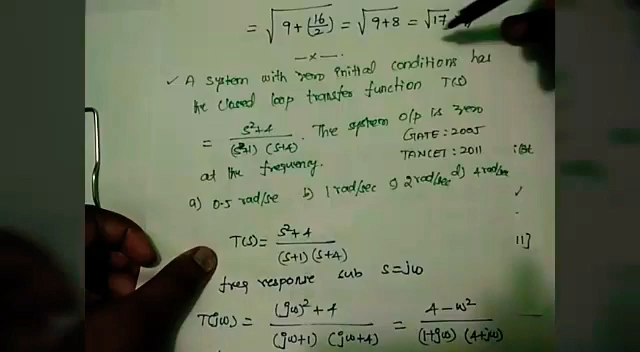 = √(9 + (16/2)) = √(9+8) = √17
—x—.
✓ A system with zero initial conditions has
the closed loop transfer function T(s)
= (s²+4)/((s+1)(s+4)). The system o/p is zero
at the frequency.
GATE: 2005
TANCET: 2011
a) 0.5 rad/se b) 1 rad/sec c) 2 rad/sec d) 4 rad/se
T(s) = (s²+4)/((s+1)(s+4))
11]
freq response sub s=jω
T(jω) = ((jω)²+4)/((jω+1)(jω+4)) = (4-ω²)/((1+jω)(4+jω))